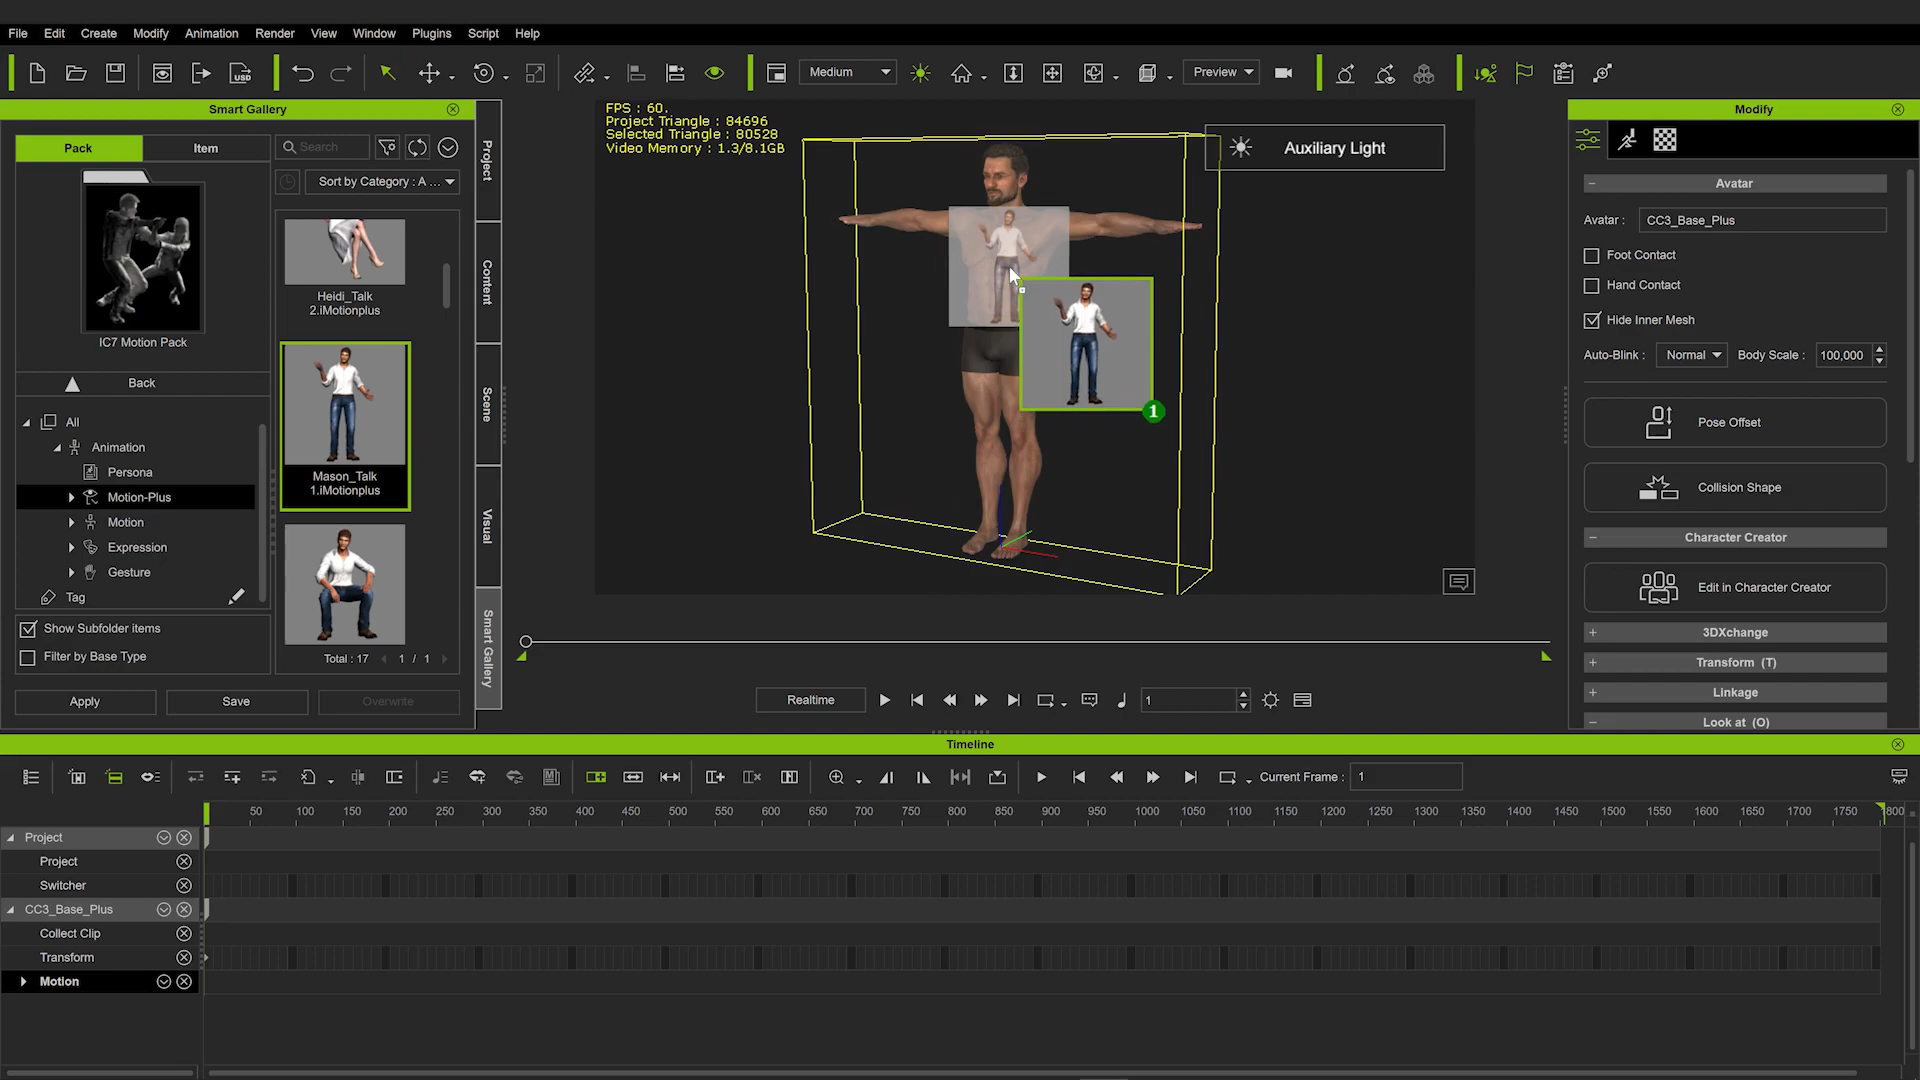 File Edit Create Modify Animation Render View Window Plugins Script Help
USD Medium Preview
Smart Gallery
Pack Item Search
Sort by Category : A ...
IC7 Motion Pack
Back
All
Animation
Persona
Motion-Plus
Motion
Expression
Gesture
Tag
Show Subfolder items
Filter by Base Type
Heidi_Talk
2.iMotionplus
Mason_Talk
1.iMotionplus
Total : 17 1 / 1
Apply Save Overwrite
Project
Content
Scene
Visual
Smart Gallery
FPS : 60.
Project Triangle : 84696
Selected Triangle : 80528
Video Memory : 1.3/8.1GB
Auxiliary Light
1
Realtime 1
Modify
Avatar
Avatar : CC3_Base_Plus
Foot Contact
Hand Contact
Hide Inner Mesh
Auto-Blink : Normal Body Scale : 100,000
Pose Offset
Collision Shape
Character Creator
Edit in Character Creator
3DXchange
Transform (T)
Linkage
Look at (O)
Timeline
Current Frame : 1
50 100 150 200 250 300 350 400 450 500 550 600 650 700 750 800 850 900 950 1000 1050 1100 1150 1200 1250 1300 1350 1400 1450 1500 1550 1600 1650 1700 1750 1800
Project
Project
Switcher
CC3_Base_Plus
Collect Clip
Transform
Motion